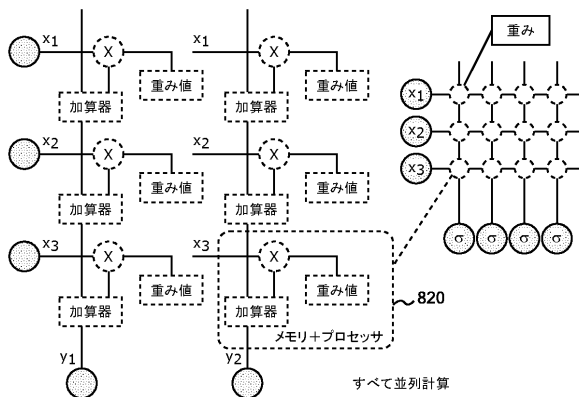 重み
x1 X x1 X
重み値 重み値
加算器 加算器
x1
x2
x3
x2 X x2 X
重み値 重み値
加算器 加算器
σ σ σ σ
x3 X x3 X
重み値 重み値
加算器 加算器
820
メモリ+プロセッサ
y1 y2
すべて並列計算